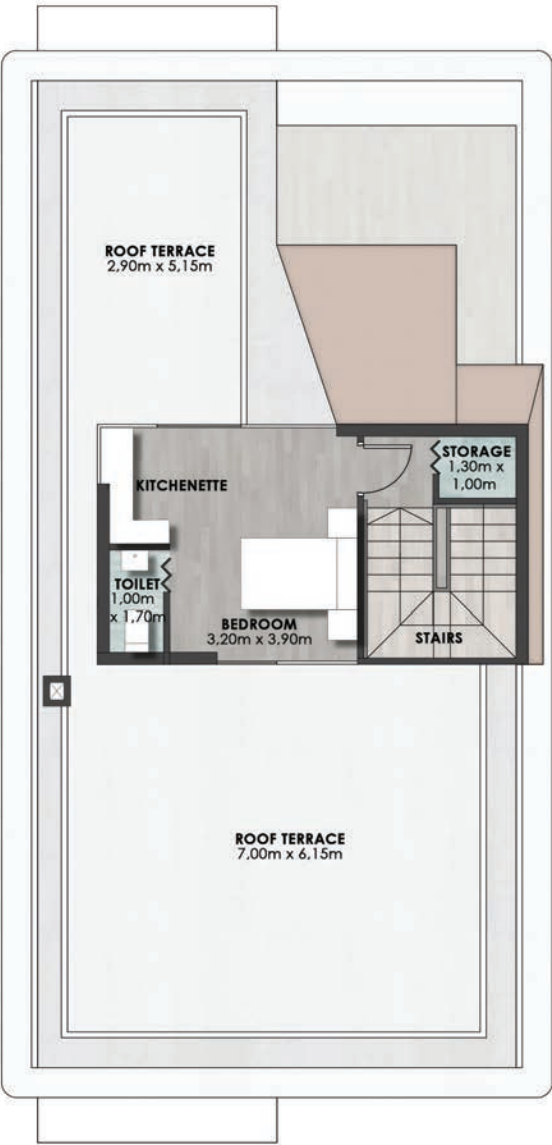 ROOF TERRACE
2,90m x 5,15m
STORAGE
1,30m x
1,00m
KITCHENETTE
TOILET
1,00m
x 1,70m
BEDROOM
3,20m x 3,90m
STAIRS
ROOF TERRACE
7,00m x 6,15m